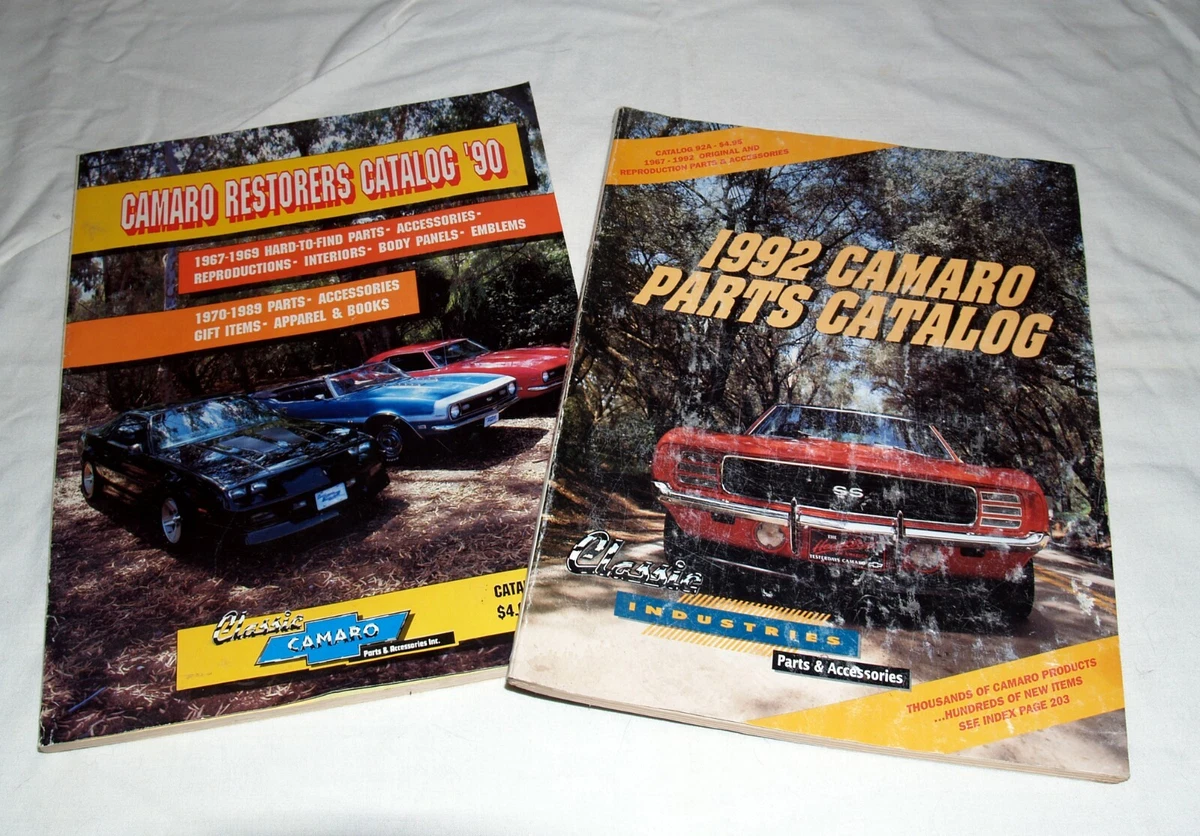 CAMARO RESTORERS CATALOG '90
1967-1969 HARD-TO-FIND PARTS- ACCESSORIES-
REPRODUCTIONS- INTERIORS- BODY PANELS- EMBLEMS
1970-1989 PARTS- ACCESSORIES
GIFT ITEMS- APPAREL & BOOKS
Classic
CAMARO
Parts & Accessories Inc.
CATA
$4.
CATALOG 92A - $4.95
1967 - 1992 ORIGINAL AND
REPRODUCTION PARTS & ACCESSORIES
1992 CAMARO
PARTS CATALOG
SS
THE
YESTERDAYS CAMARO
Classic
INDUSTRIES
Parts & Accessories
THOUSANDS OF CAMARO PRODUCTS
...HUNDREDS OF NEW ITEMS
SEE INDEX PAGE 203